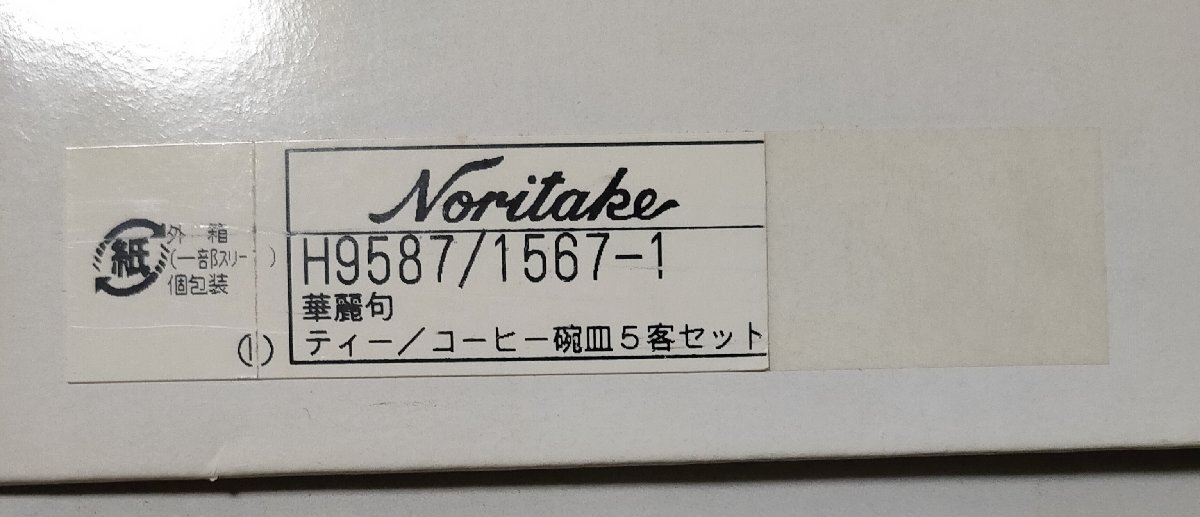 Noritake
H9587/1567-1
華麗句
ティー/コーヒー碗皿5客セット
紙
外箱
(一部スリー )
個包装
(1)